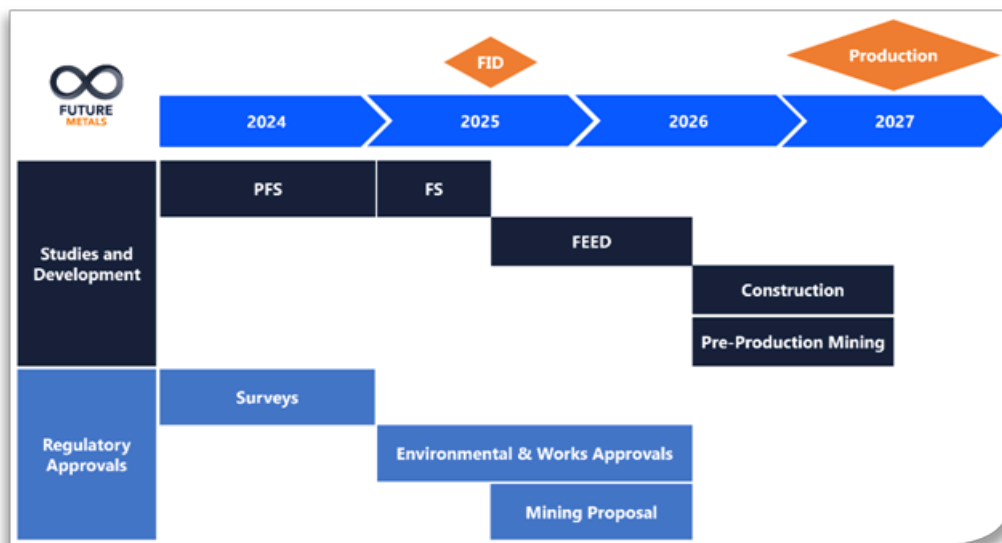 FID
Production
FUTURE
METALS
2024
2025
2026
2027
PFS
FS
Studies and
Development
FEED
Construction
Pre-Production Mining
Surveys
Regulatory
Approvals
Environmental & Works Approvals
Mining Proposal